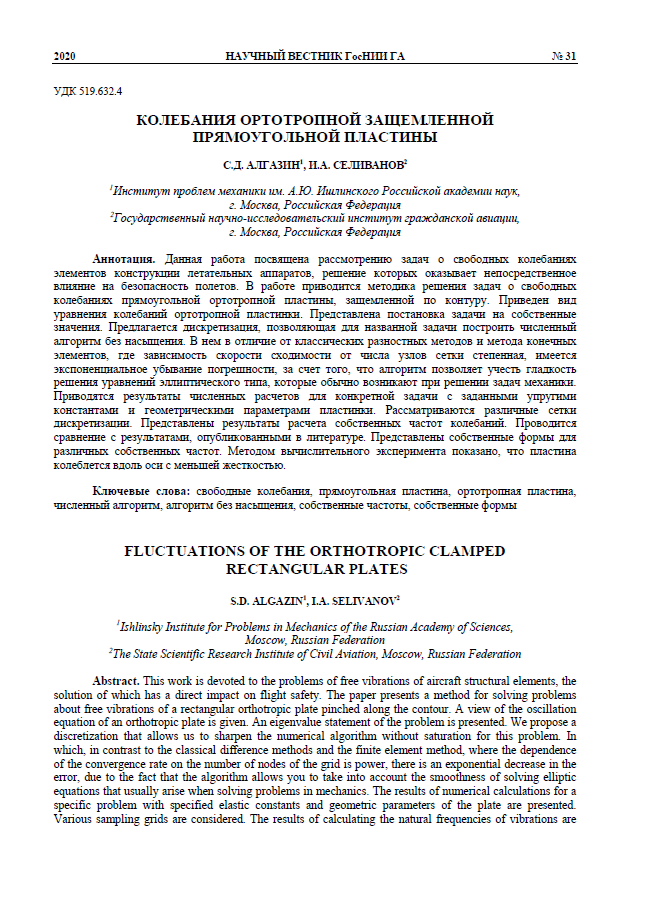 2020 НАУЧНЫЙ ВЕСТНИК ГосНИИ ГА № 31
УДК 519.632.4
КОЛЕБАНИЯ ОРТОТРОПНОЙ ЗАЩЕМЛЕННОЙ
ПРЯМОУГОЛЬНОЙ ПЛАСТИНЫ
С.Д. АЛГАЗИН¹, И.А. СЕЛИВАНОВ²
¹Институт проблем механики им. А.Ю. Ишлинского Российской академии наук,
г. Москва, Российская Федерация
²Государственный научно-исследовательский институт гражданской авиации,
г. Москва, Российская Федерация
Аннотация. Данная работа посвящена рассмотрению задач о свободных колебаниях
элементов конструкции летательных аппаратов, решение которых оказывает непосредственное
влияние на безопасность полетов. В работе приводится методика решения задач о свободных
колебаниях прямоугольной ортотропной пластины, защемленной по контуру. Приведен вид
уравнения колебаний ортотропной пластинки. Представлена постановка задачи на собственные
значения. Предлагается дискретизация, позволяющая для названной задачи построить численный
алгоритм без насыщения. В нем в отличие от классических разностных методов и метода конечных
элементов, где зависимость скорости сходимости от числа узлов сетки степенная, имеется
экспоненциальное убывание погрешности, за счет того, что алгоритм позволяет учесть гладкость
решения уравнений эллиптического типа, которые обычно возникают при решении задач механики.
Приводятся результаты численных расчетов для конкретной задачи с заданными упругими
константами и геометрическими параметрами пластинки. Рассматриваются различные сетки
дискретизации. Представлены результаты расчета собственных частот колебаний. Проводится
сравнение с результатами, опубликованными в литературе. Представлены собственные формы для
различных собственных частот. Методом вычислительного эксперимента показано, что пластина
колеблется вдоль оси с меньшей жесткостью.
Ключевые слова: свободные колебания, прямоугольная пластина, ортотропная пластина,
численный алгоритм, алгоритм без насыщения, собственные частоты, собственные формы
FLUCTUATIONS OF THE ORTHOTROPIC CLAMPED
RECTANGULAR PLATES
S.D. ALGAZIN¹, I.A. SELIVANOV²
¹Ishlinsky Institute for Problems in Mechanics of the Russian Academy of Sciences,
Moscow, Russian Federation
²The State Scientific Research Institute of Civil Aviation, Moscow, Russian Federation
Abstract. This work is devoted to the problems of free vibrations of aircraft structural elements, the
solution of which has a direct impact on flight safety. The paper presents a method for solving problems
about free vibrations of a rectangular orthotropic plate pinched along the contour. A view of the oscillation
equation of an orthotropic plate is given. An eigenvalue statement of the problem is presented. We propose a
discretization that allows us to sharpen the numerical algorithm without saturation for this problem. In
which, in contrast to the classical difference methods and the finite element method, where the dependence
of the convergence rate on the number of nodes of the grid is power, there is an exponential decrease in the
error, due to the fact that the algorithm allows you to take into account the smoothness of solving elliptic
equations that usually arise when solving problems in mechanics. The results of numerical calculations for a
specific problem with specified elastic constants and geometric parameters of the plate are presented.
Various sampling grids are considered. The results of calculating the natural frequencies of vibrations are